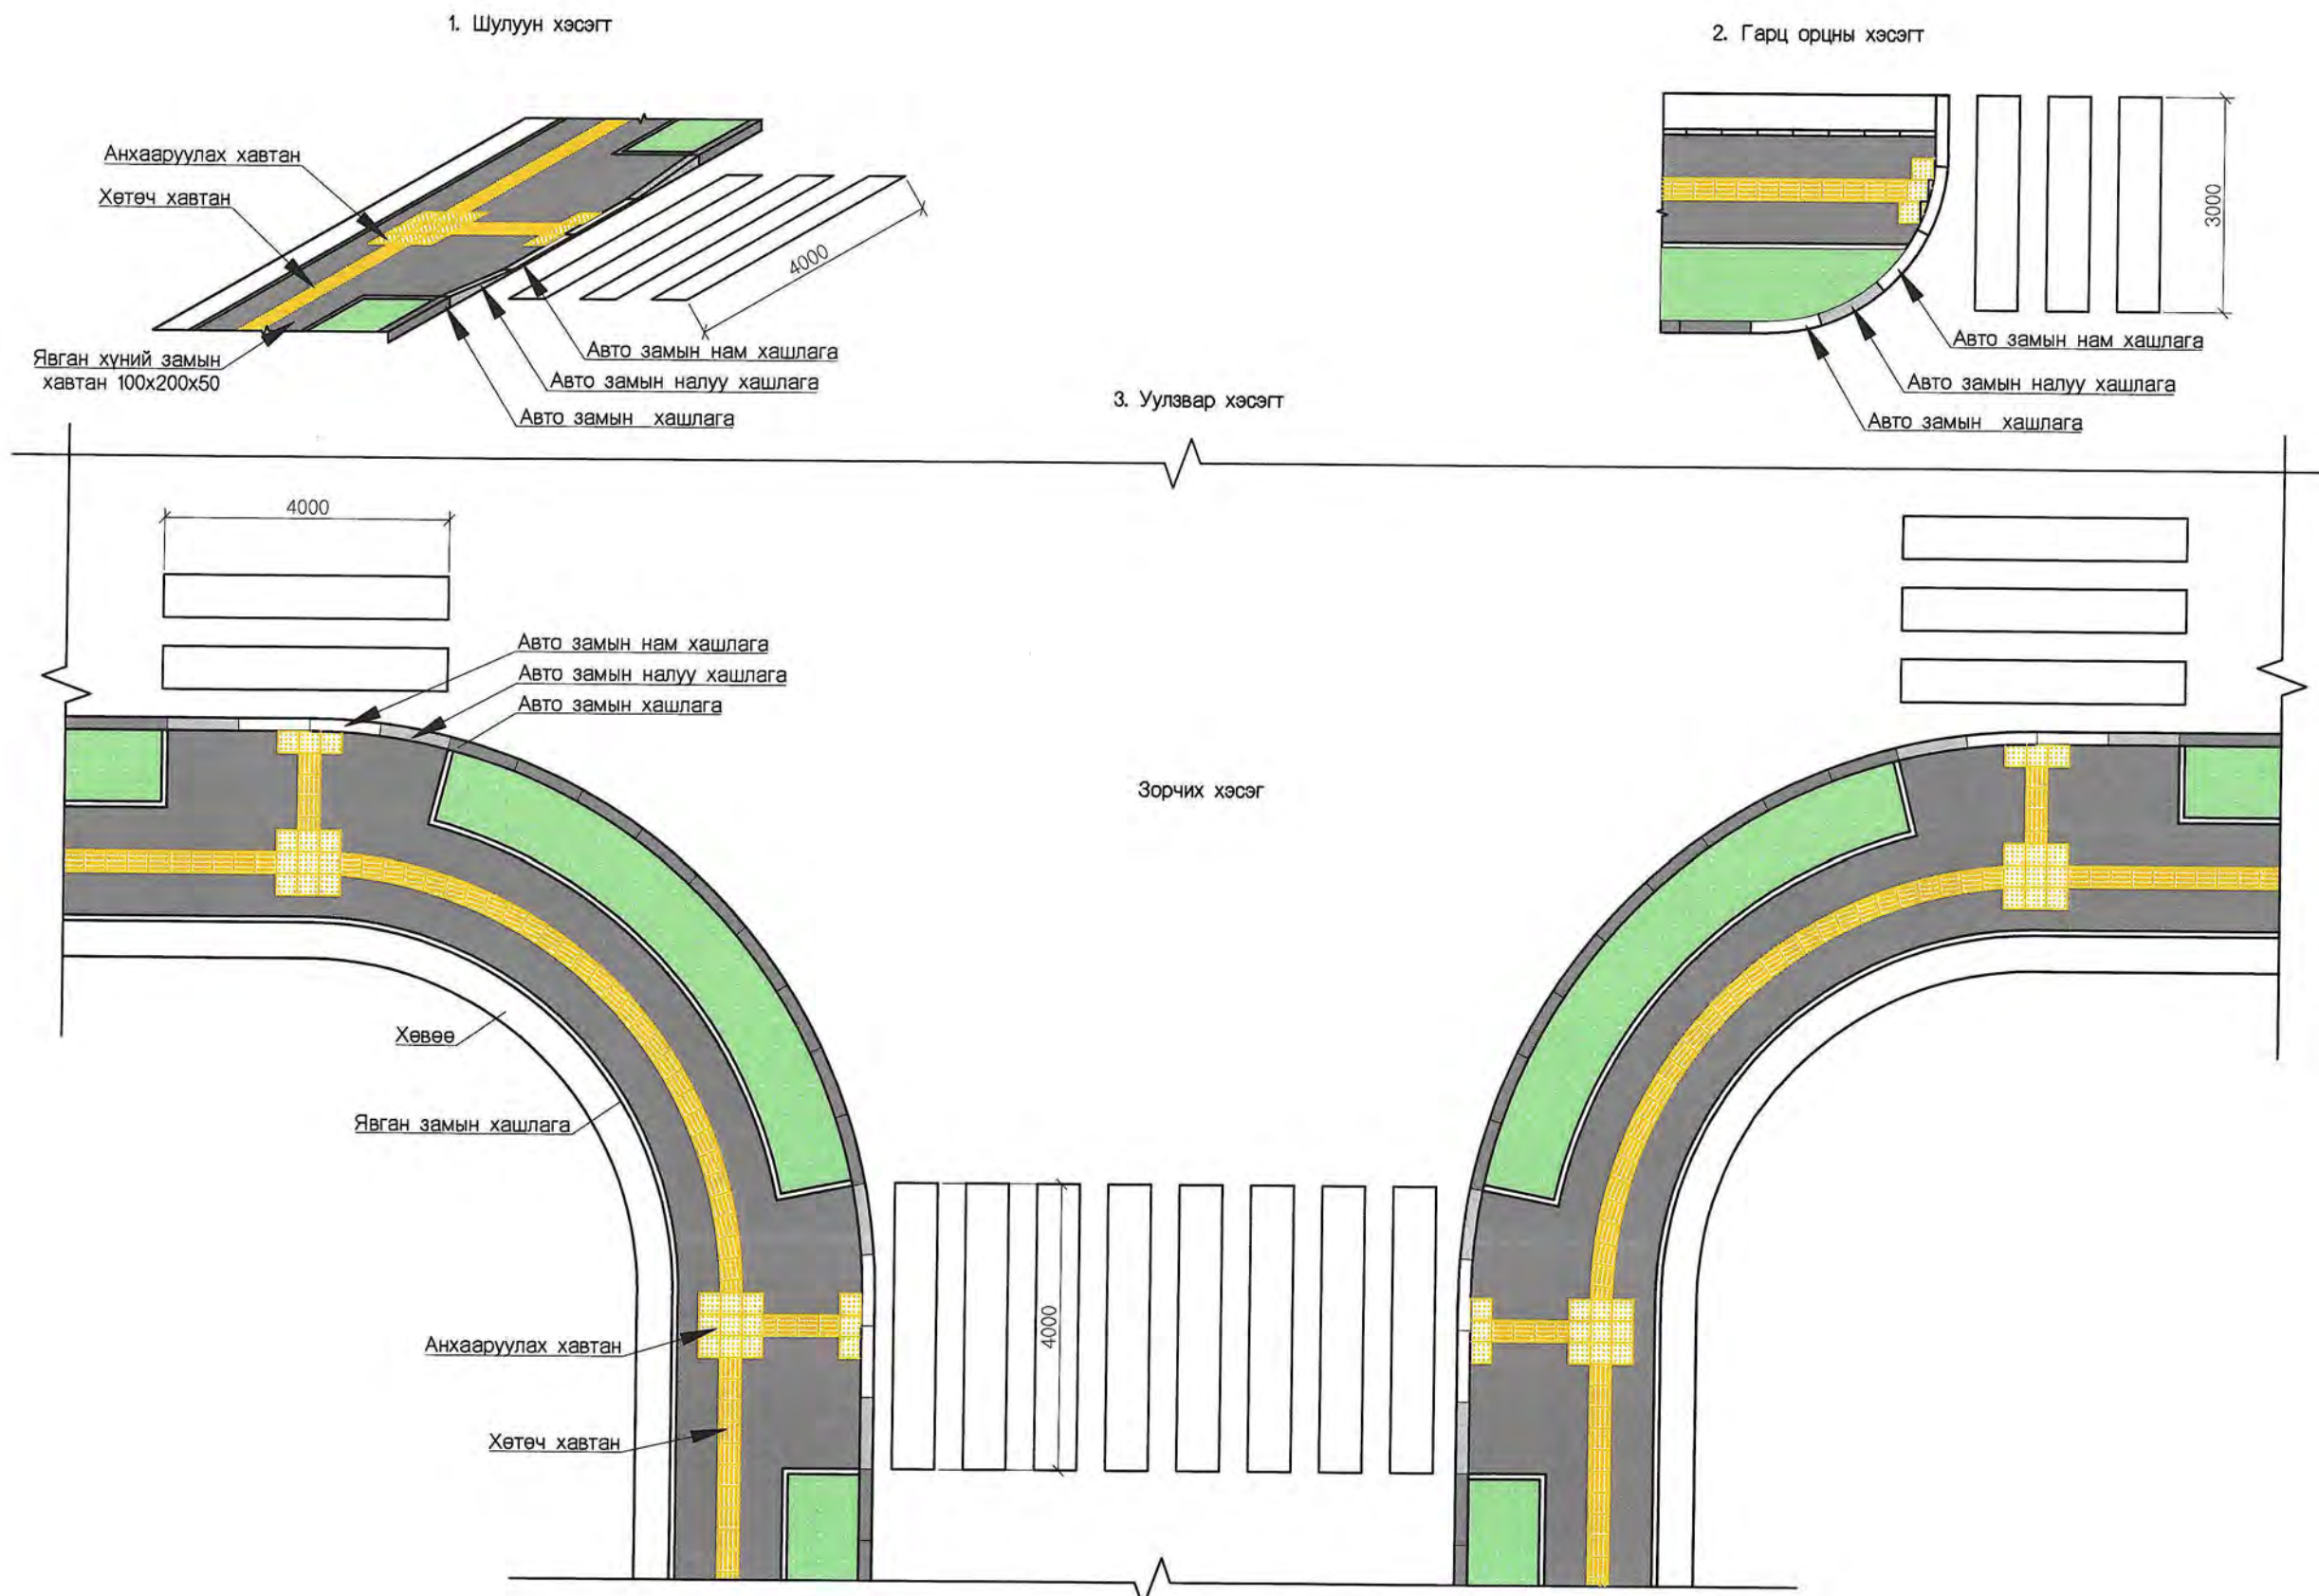 1. Шулуун хэсэгт
2. Гарц орцны хэсэгт
Анхааруулах хавтан
Хөтөч хавтан
4000
3000
Явган хүний замын
хавтан 100х200х50
Авто замын нам хашлага
Авто замын налуу хашлага
Авто замын хашлага
Авто замын нам хашлага
Авто замын налуу хашлага
Авто замын хашлага
3. Уулзвар хэсэгт
4000
Авто замын нам хашлага
Авто замын налуу хашлага
Авто замын хашлага
Зорчих хэсэг
Хөвөө
Явган замын хашлага
4000
Анхааруулах хавтан
Хөтөч хавтан